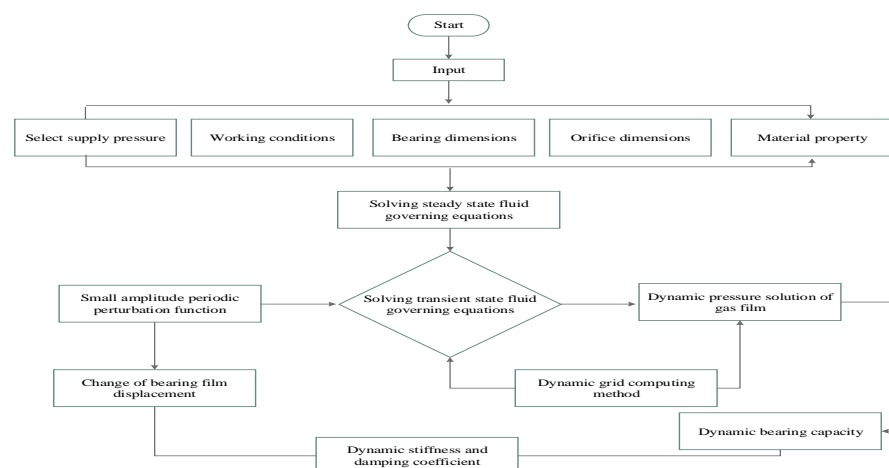 Start
Input
Select supply pressure
Working conditions
Bearing dimensions
Orifice dimensions
Material property
Solving steady state fluid
governing equations
Small amplitude periodic
perturbation function
Solving transient state fluid
governing equations
Dynamic pressure solution of
gas film
Change of bearing film
displacement
Dynamic grid computing
method
Dynamic bearing capacity
Dynamic stiffness and
damping coefficient